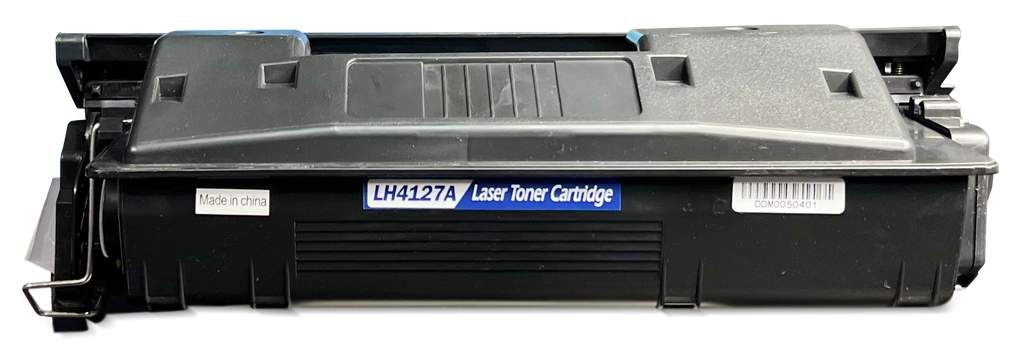 Made in china
LH4127A Laser Toner Cartridge
DDM0050401